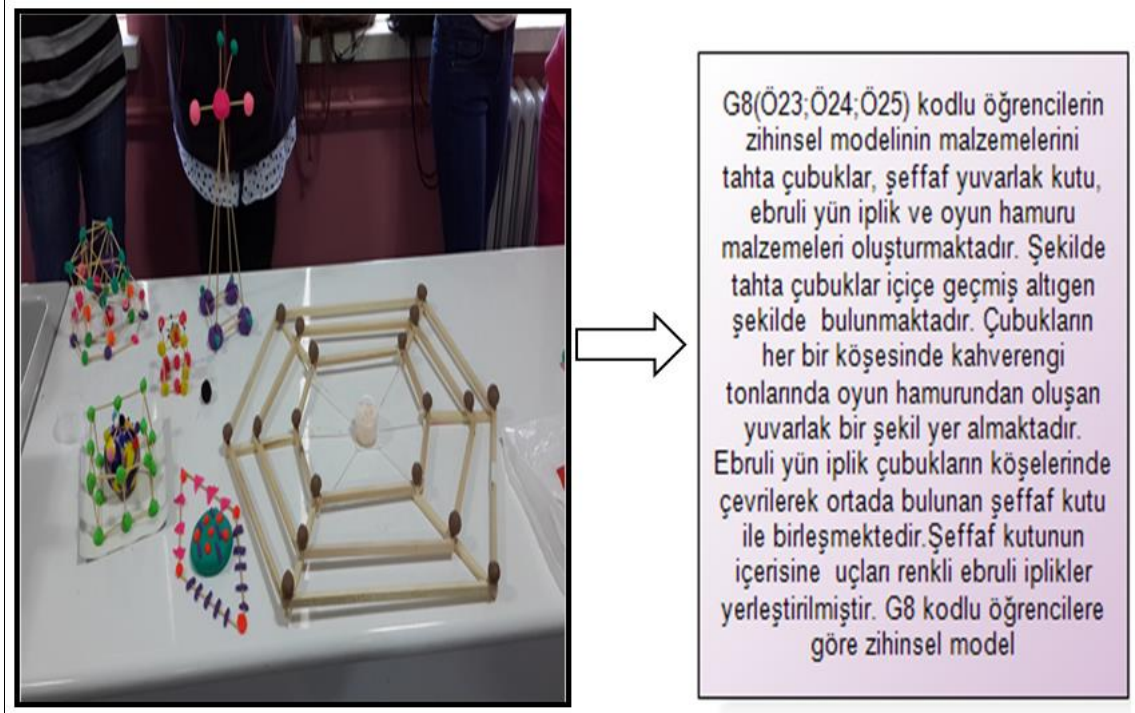 G8(Ö23;Ö24;Ö25) kodlu öğrencilerin
zihinsel modelinin malzemelerini
tahta çubuklar, şeffaf yuvarlak kutu,
ebruli yün iplik ve oyun hamuru
malzemeleri oluşturmaktadır. Şekilde
tahta çubuklar içiçe geçmiş altıgen
şekilde bulunmaktadır. Çubukların
her bir köşesinde kahverengi
tonlarında oyun hamurundan oluşan
yuvarlak bir şekil yer almaktadır.
Ebruli yün iplik çubukların köşelerinde
çevrilerek ortada bulunan şeffaf kutu
ile birleşmektedir.Şeffaf kutunun
içerisine uçları renkli ebruli iplikler
yerleştirilmiştir. G8 kodlu öğrencilere
göre zihinsel model